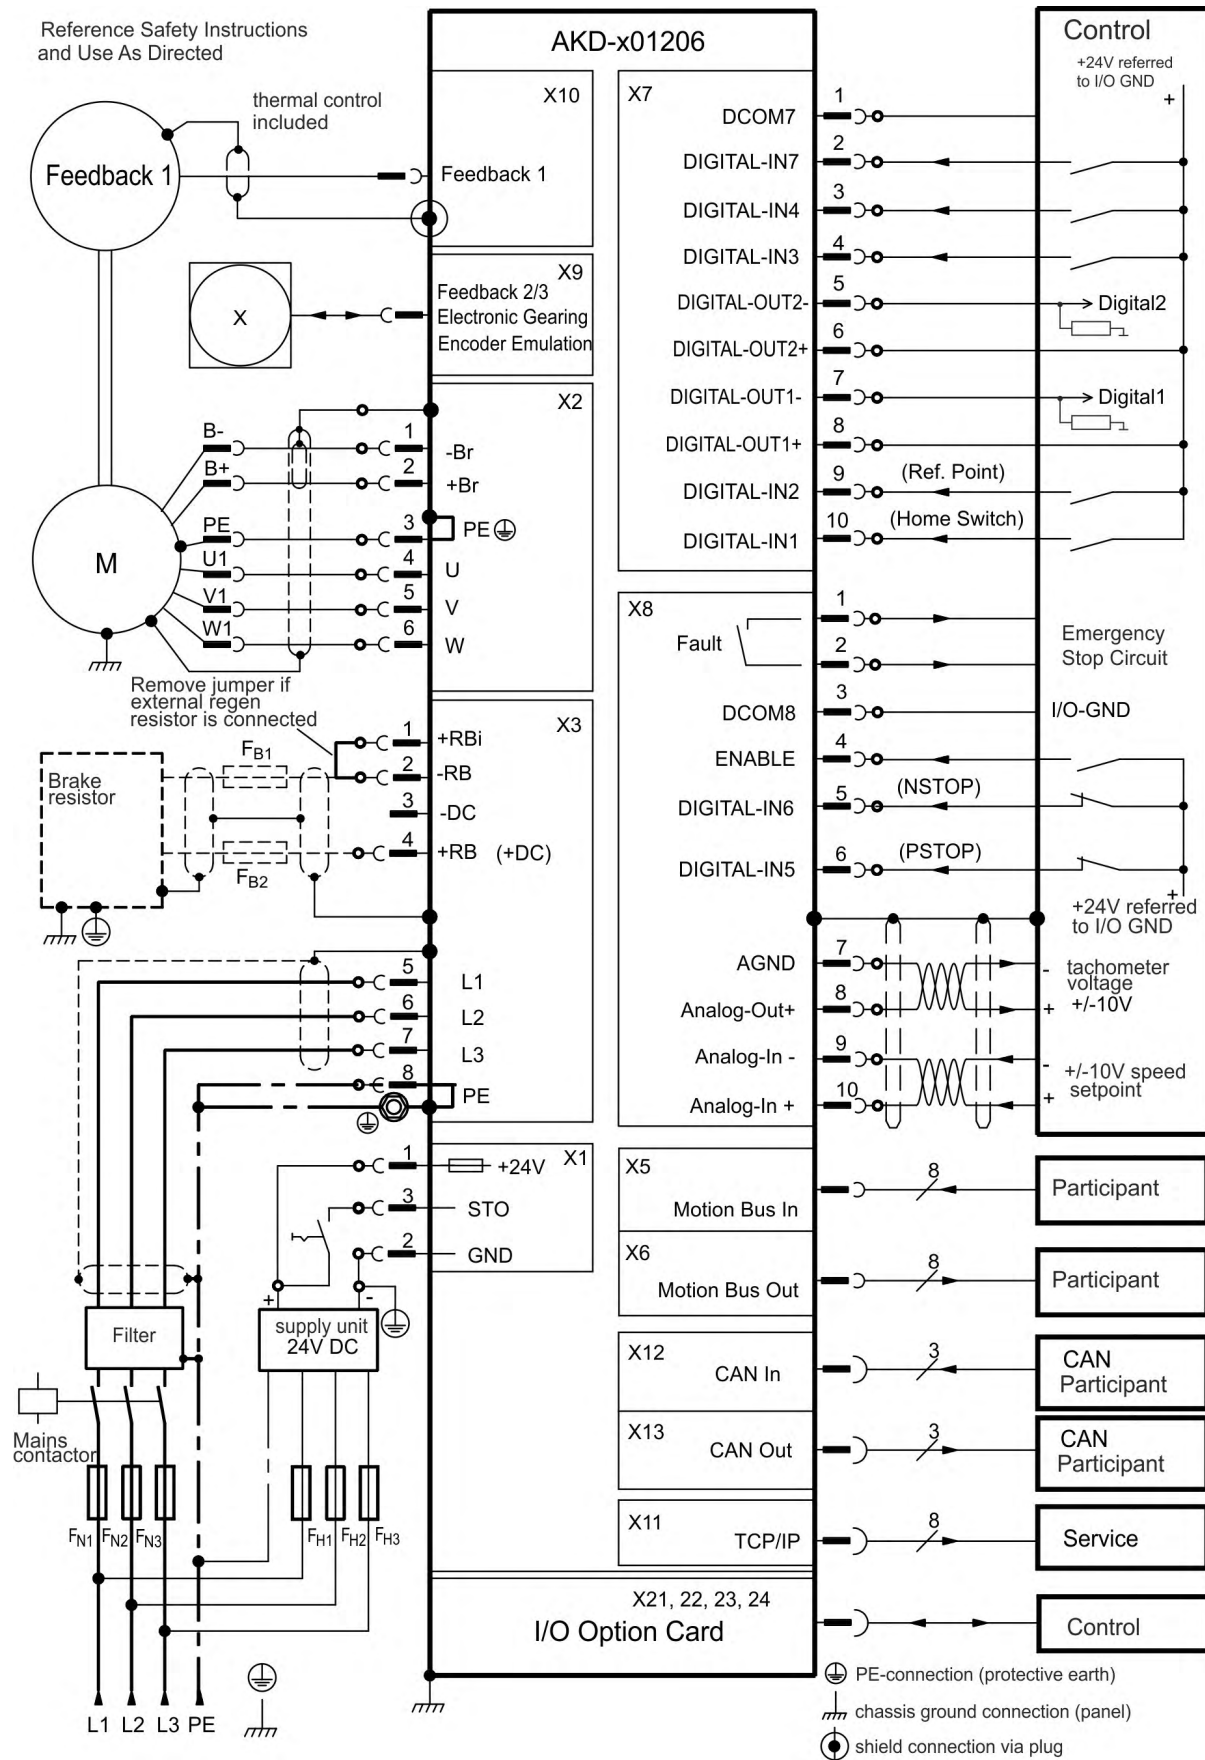 Reference Safety Instructions
and Use As Directed
AKD-x01206
Control
+24V referred
to I/O GND
+
thermal control
included
Feedback 1
X10
Feedback 1
X9
Feedback 2/3
Electronic Gearing
Encoder Emulation
X
X2
B-
1
-Br
B+
2
+Br
PE
3
PE
U1
4
U
V1
5
V
W1
6
W
M
Remove jumper if
external regen
resistor is connected
X3
1
+RBi
2
-RB
3
-DC
4
+RB (+DC)
Brake
resistor
FB1
FB2
5
L1
6
L2
7
L3
8
PE
X1
1
+24V
3
STO
2
GND
+
-
supply unit
24V DC
Filter
Mains
contactor
FN1
FN2
FN3
FH1
FH2
FH3
L1
L2
L3
PE
X7
DCOM7
1
DIGITAL-IN7
2
DIGITAL-IN4
3
DIGITAL-IN3
4
DIGITAL-OUT2-
5
Digital2
DIGITAL-OUT2+
6
DIGITAL-OUT1-
7
Digital1
DIGITAL-OUT1+
8
DIGITAL-IN2
9
(Ref. Point)
DIGITAL-IN1
10
(Home Switch)
X8
Fault
1
2
Emergency
Stop Circuit
DCOM8
3
I/O-GND
ENABLE
4
DIGITAL-IN6
5
(NSTOP)
DIGITAL-IN5
6
(PSTOP)
+
+24V referred
to I/O GND
AGND
7
-
tachometer
voltage
Analog-Out+
8
+
+/-10V
Analog-In -
9
-
+/-10V speed
setpoint
Analog-In +
10
+
X5
Motion Bus In
8
Participant
X6
Motion Bus Out
8
Participant
X12
CAN In
3
CAN
Participant
X13
CAN Out
3
CAN
Participant
X11
TCP/IP
8
Service
X21, 22, 23, 24
I/O Option Card
Control
PE-connection (protective earth)
chassis ground connection (panel)
shield connection via plug